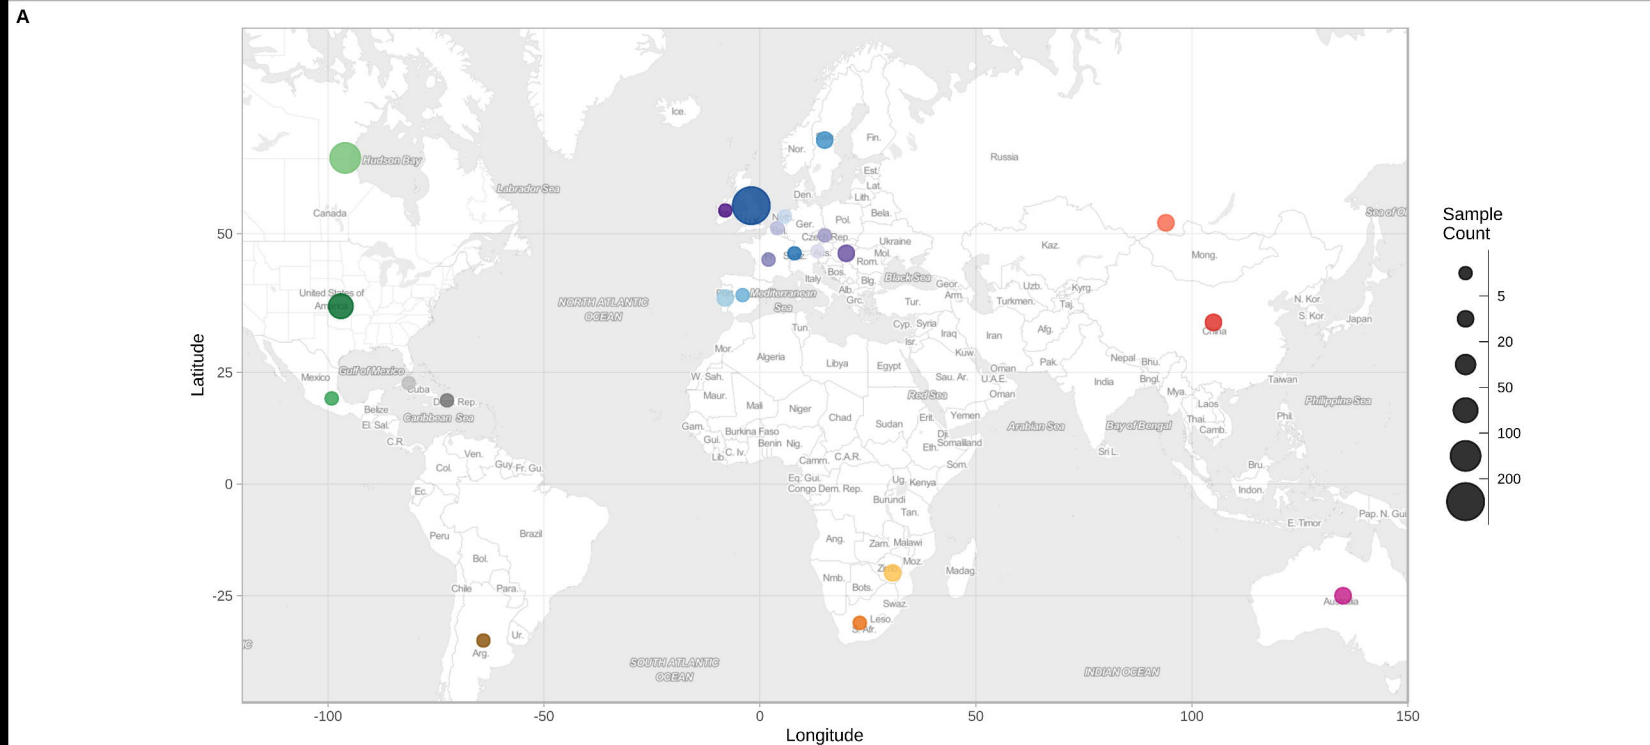 A
Ice.
Fin.
Nor.
Russia
Hudson Bay
Est.
Labrador Sea
Lat.
Den.
Lith.
Canada
Bela.
Sea of O
Pol.
Ger.
Czech Rep.
50
Ukraine
Kaz.
Mol.
Mong.
Rom.
Bos.
Italy
Blg.
Black Sea
Geor.
Uzb.
Kyrg.
Alb.
Mediterranean
Sea
Arm.
United States of
America
NORTH ATLANTIC
OCEAN
Grc.
Tur.
Turkmen.
Taj.
N. Kor.
S. Kor.
Japan
Tun.
Cyp.
Syria
Iraq
Iran
Afg.
China
Isr.
Mor.
Algeria
Libya
Egypt
Kuw.
Pak.
Nepal
Bhu.
25
Mexico
Gulf of Mexico
W. Sah.
Sau. Ar.
Oman
U.A.E.
India
Bngl.
Taiwan
Cuba
Maur.
Red Sea
Oman
Mya.
D. Rep.
Belize
Mali
Niger
Chad
Laos
Philippine Sea
El. Sal.
Caribbean Sea
Gam.
Burkina Faso
Sudan
Erit.
Yemen
Arabian Sea
Bay of Bengal
Thai.
Camb.
Phil.
C.R.
Gui.
Benin
Nig.
Dji.
Somaliland
Eth.
Sri L.
Lib.
C. Iv.
Ven.
Camm.
C.A.R.
Col.
Guy.
Fr. Gu.
Som.
Bru.
0
Eq. Gui.
Ug.
Kenya
Ec.
Congo
Dem. Rep.
Indon.
Burundi
Tan.
Pap. N. Gui
E. Timor
Peru
Brazil
Ang.
Zam.
Malawi
Bol.
Moz.
Madag.
Nmb.
Chile
Para.
Bots.
-25
Swaz.
Australia
Leso.
S. Afr.
Ur.
Arg.
SOUTH ATLANTIC
OCEAN
INDIAN OCEAN
-100
-50
0
50
100
150
Latitude
Longitude
Sample
Count
5
20
50
100
200